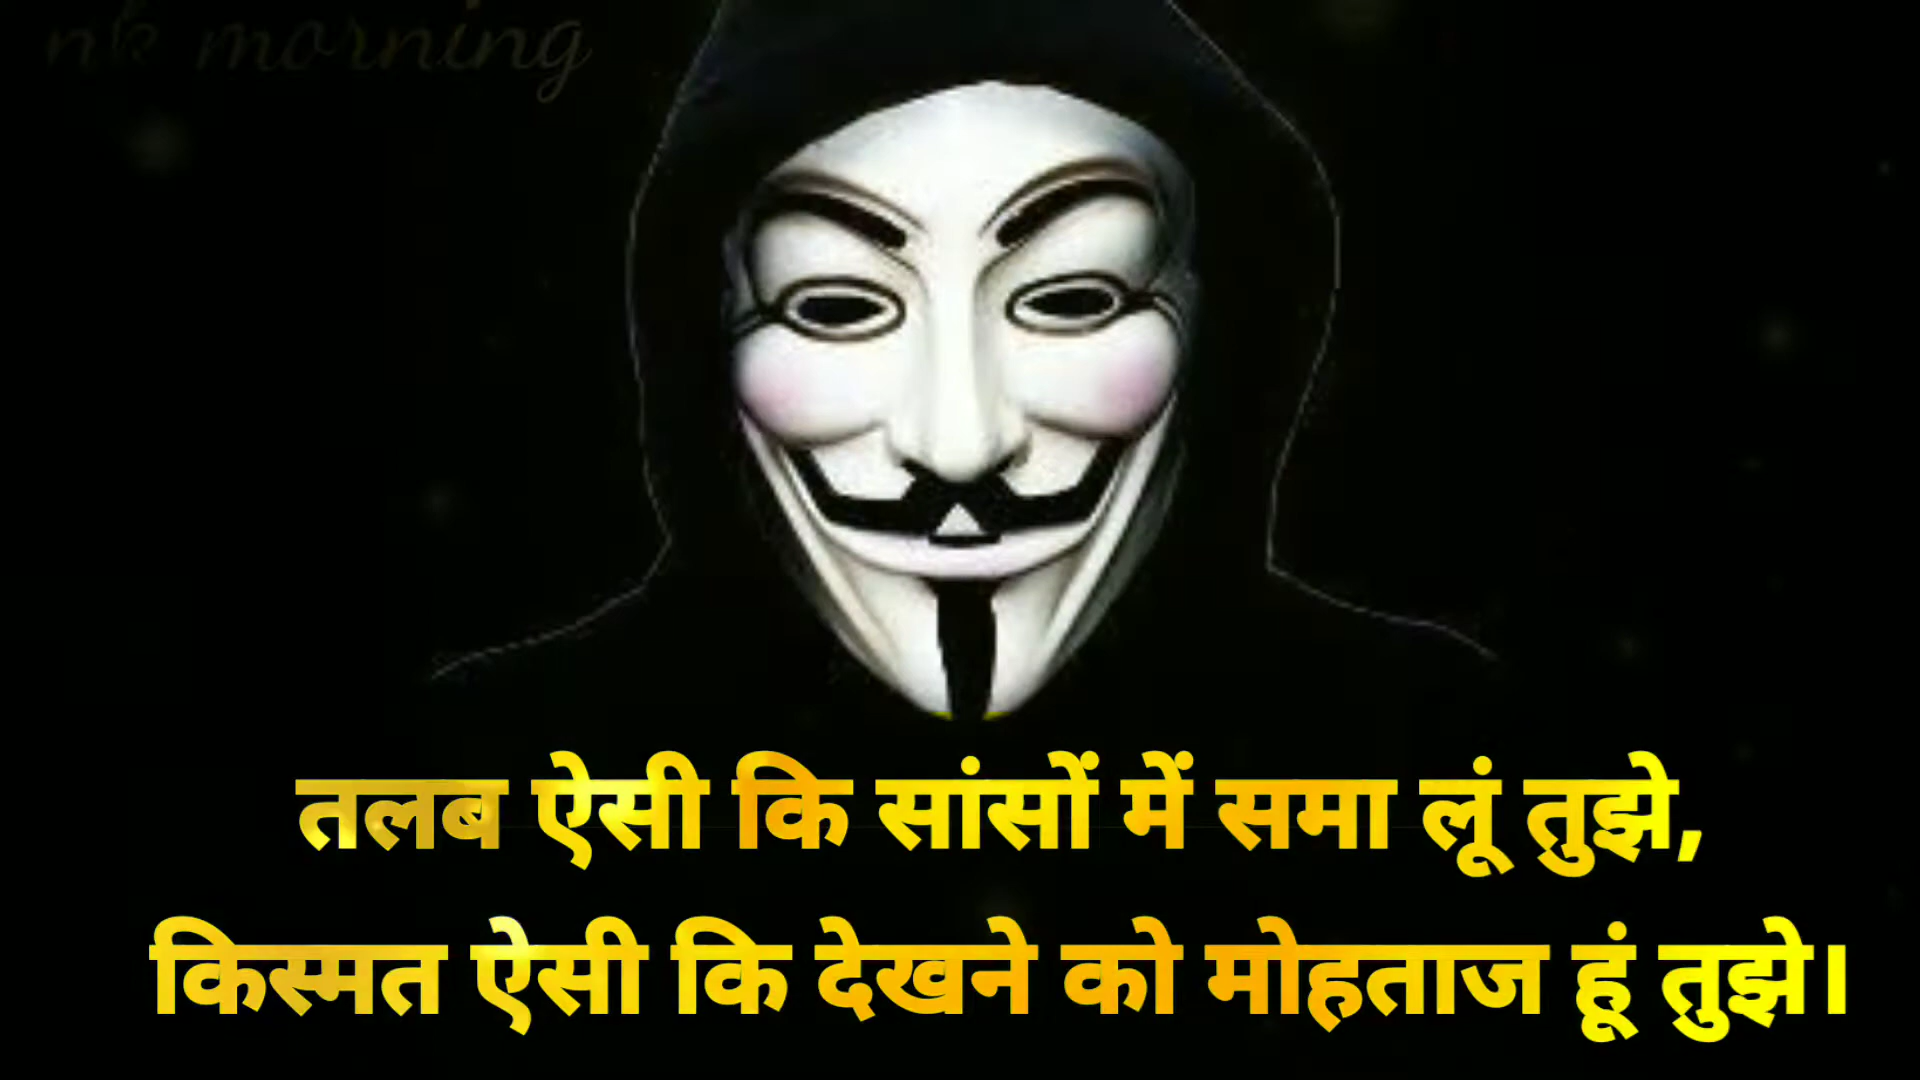 nk morning
तलब ऐसी कि सांसों में समा लूं तुझे,
किस्मत ऐसी कि देखने को मोहताज हूं तुझे।